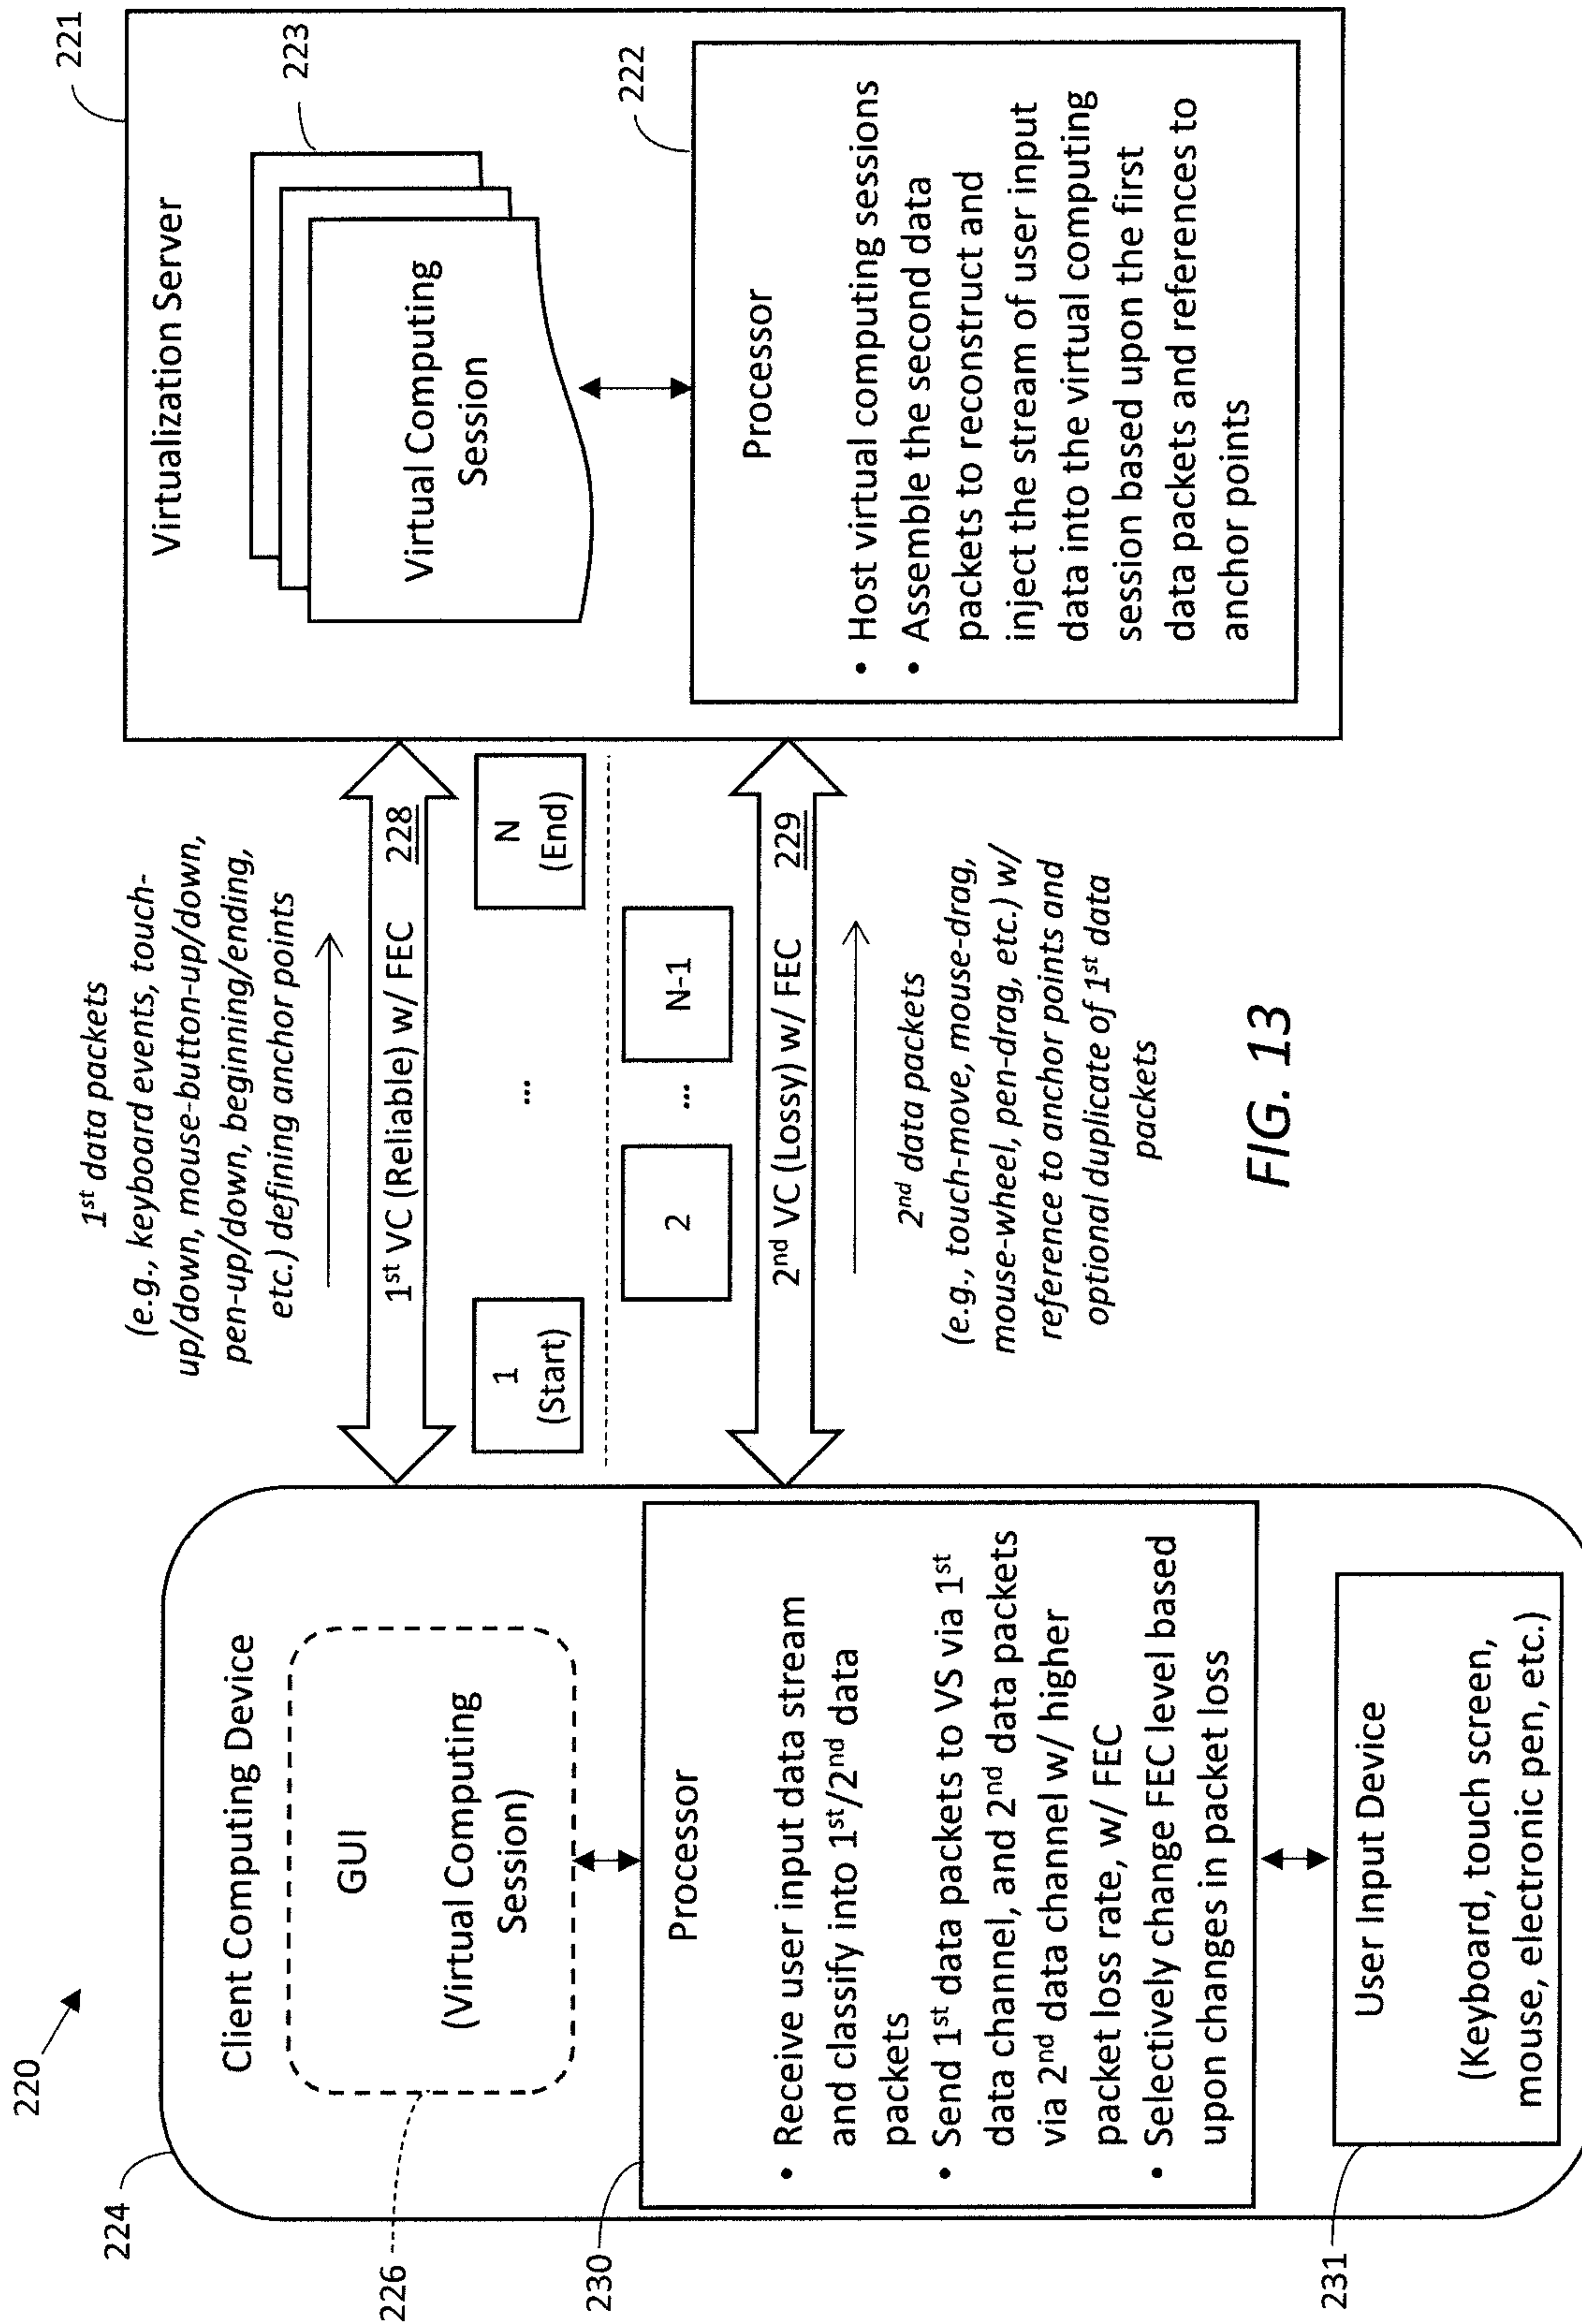 220
224
Client Computing Device
226
GUI
(Virtual Computing
Session)
230
Processor
• Receive user input data stream
and classify into 1st/2nd data
packets
• Send 1st data packets to VS via 1st
data channel, and 2nd data packets
via 2nd data channel w/ higher
packet loss rate, w/ FEC
• Selectively change FEC level based
upon changes in packet loss
231
User Input Device
(Keyboard, touch screen,
mouse, electronic pen, etc.)
1st data packets
(e.g., keyboard events, touch-
up/down, mouse-button-up/down,
pen-up/down, beginning/ending,
etc.) defining anchor points
1st VC (Reliable) w/ FEC 228
1
(Start)
...
N
(End)
2
...
N-1
2nd VC (Lossy) w/ FEC 229
2nd data packets
(e.g., touch-move, mouse-drag,
mouse-wheel, pen-drag, etc.) w/
reference to anchor points and
optional duplicate of 1st data
packets
221
Virtualization Server
223
Virtual Computing
Session
222
Processor
• Host virtual computing sessions
• Assemble the second data
packets to reconstruct and
inject the stream of user input
data into the virtual computing
session based upon the first
data packets and references to
anchor points
FIG. 13